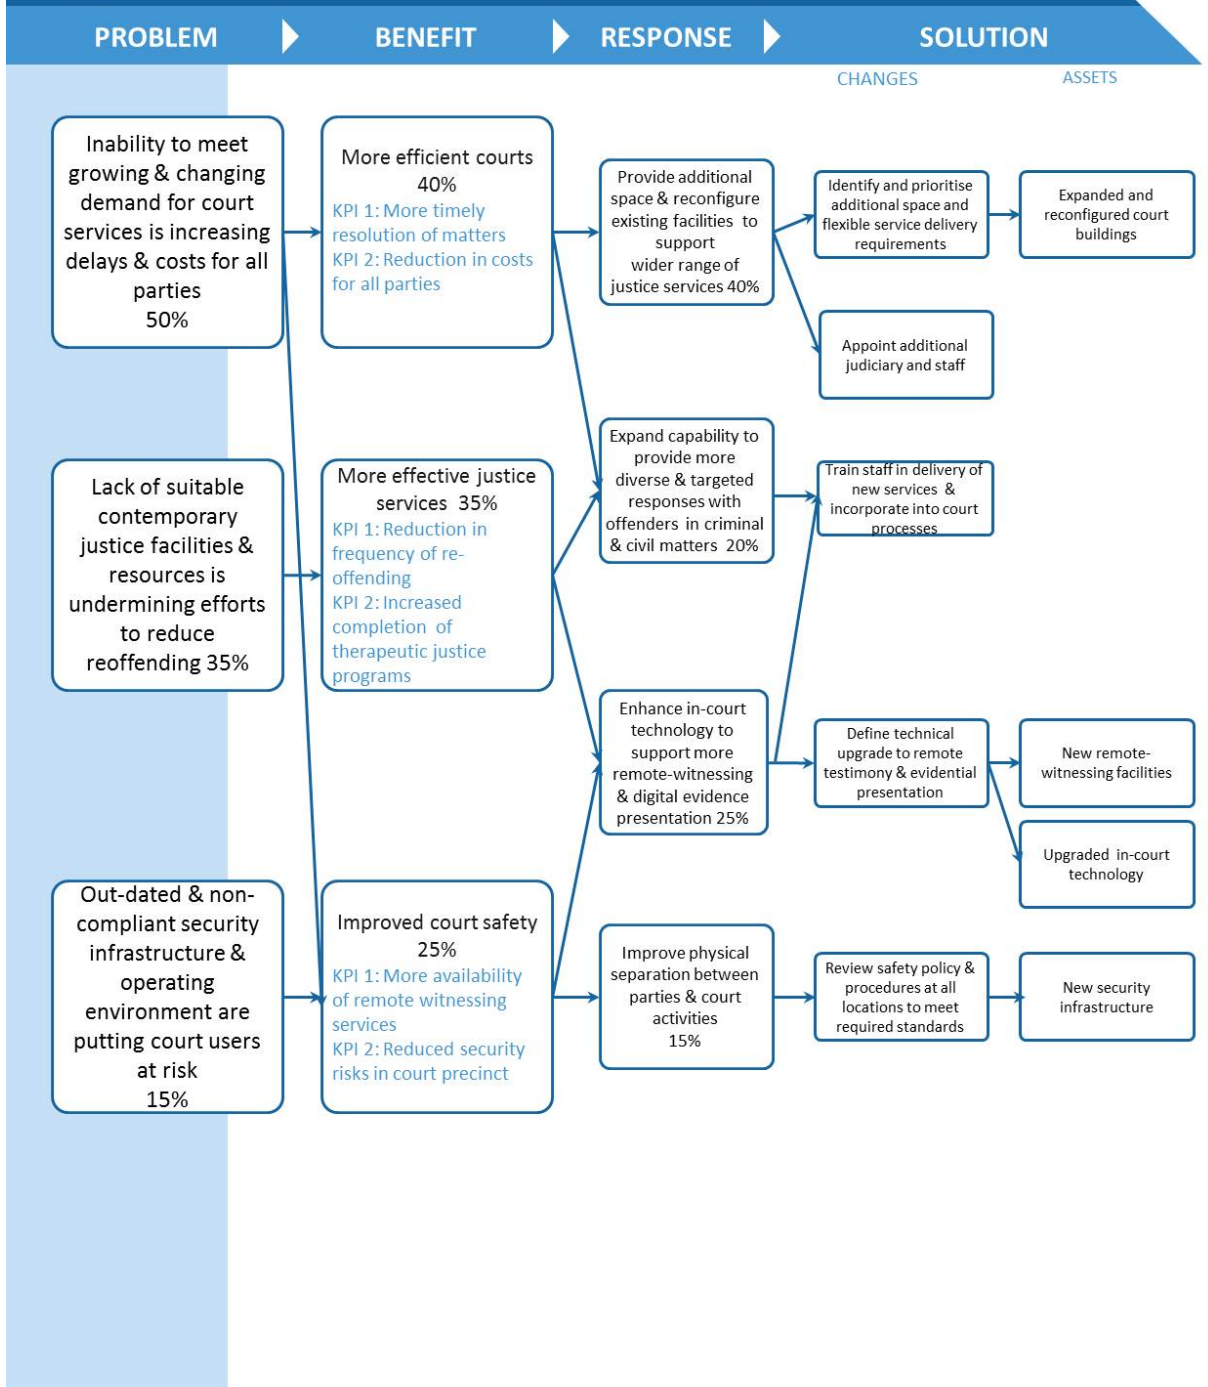 PROBLEM
BENEFIT
RESPONSE
SOLUTION
CHANGES
ASSETS
Inability to meet
growing & changing
demand for court
services is increasing
delays & costs for all
parties
50%
More efficient courts
40%
KPI 1: More timely
resolution of matters
KPI 2: Reduction in costs
for all parties
Provide additional
space & reconfigure
existing facilities to
support
wider range of
justice services 40%
Identify and prioritise
additional space and
flexible service delivery
requirements
Expanded and
reconfigured court
buildings
Appoint additional
judiciary and staff
Lack of suitable
contemporary
justice facilities &
resources is
undermining efforts
to reduce
reoffending 35%
More effective justice
services 35%
KPI 1: Reduction in
frequency of re-
offending
KPI 2: Increased
completion of
therapeutic justice
programs
Expand capability to
provide more
diverse & targeted
responses with
offenders in criminal
& civil matters 20%
Train staff in delivery of
new services &
incorporate into court
processes
Enhance in-court
technology to
support more
remote-witnessing
& digital evidence
presentation 25%
Define technical
upgrade to remote
testimony & evidential
presentation
New remote-
witnessing facilities
Upgraded in-court
technology
Out-dated & non-
compliant security
infrastructure &
operating
environment are
putting court users
at risk
15%
Improved court safety
25%
KPI 1: More availability
of remote witnessing
services
KPI 2: Reduced security
risks in court precinct
Improve physical
separation between
parties & court
activities
15%
Review safety policy &
procedures at all
locations to meet
required standards
New security
infrastructure